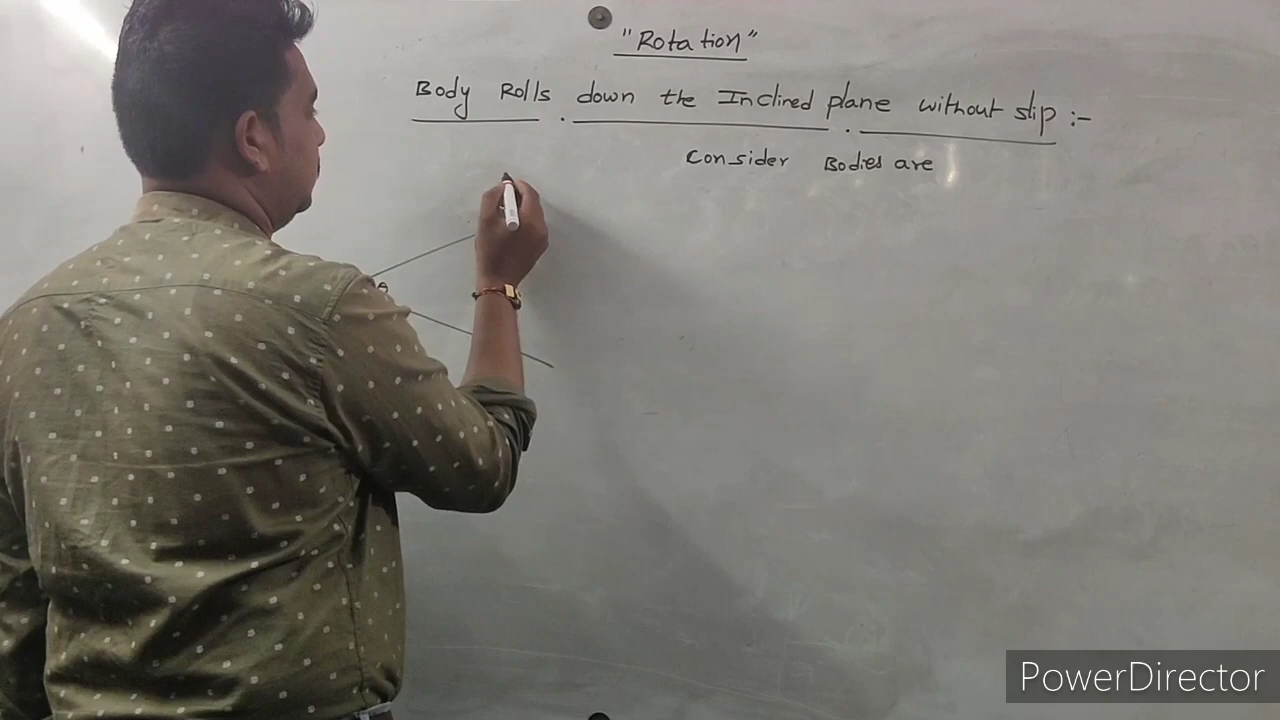 "Rotation"
Body Rolls down the Inclined plane without slip :-
Consider Bodies are
PowerDirector